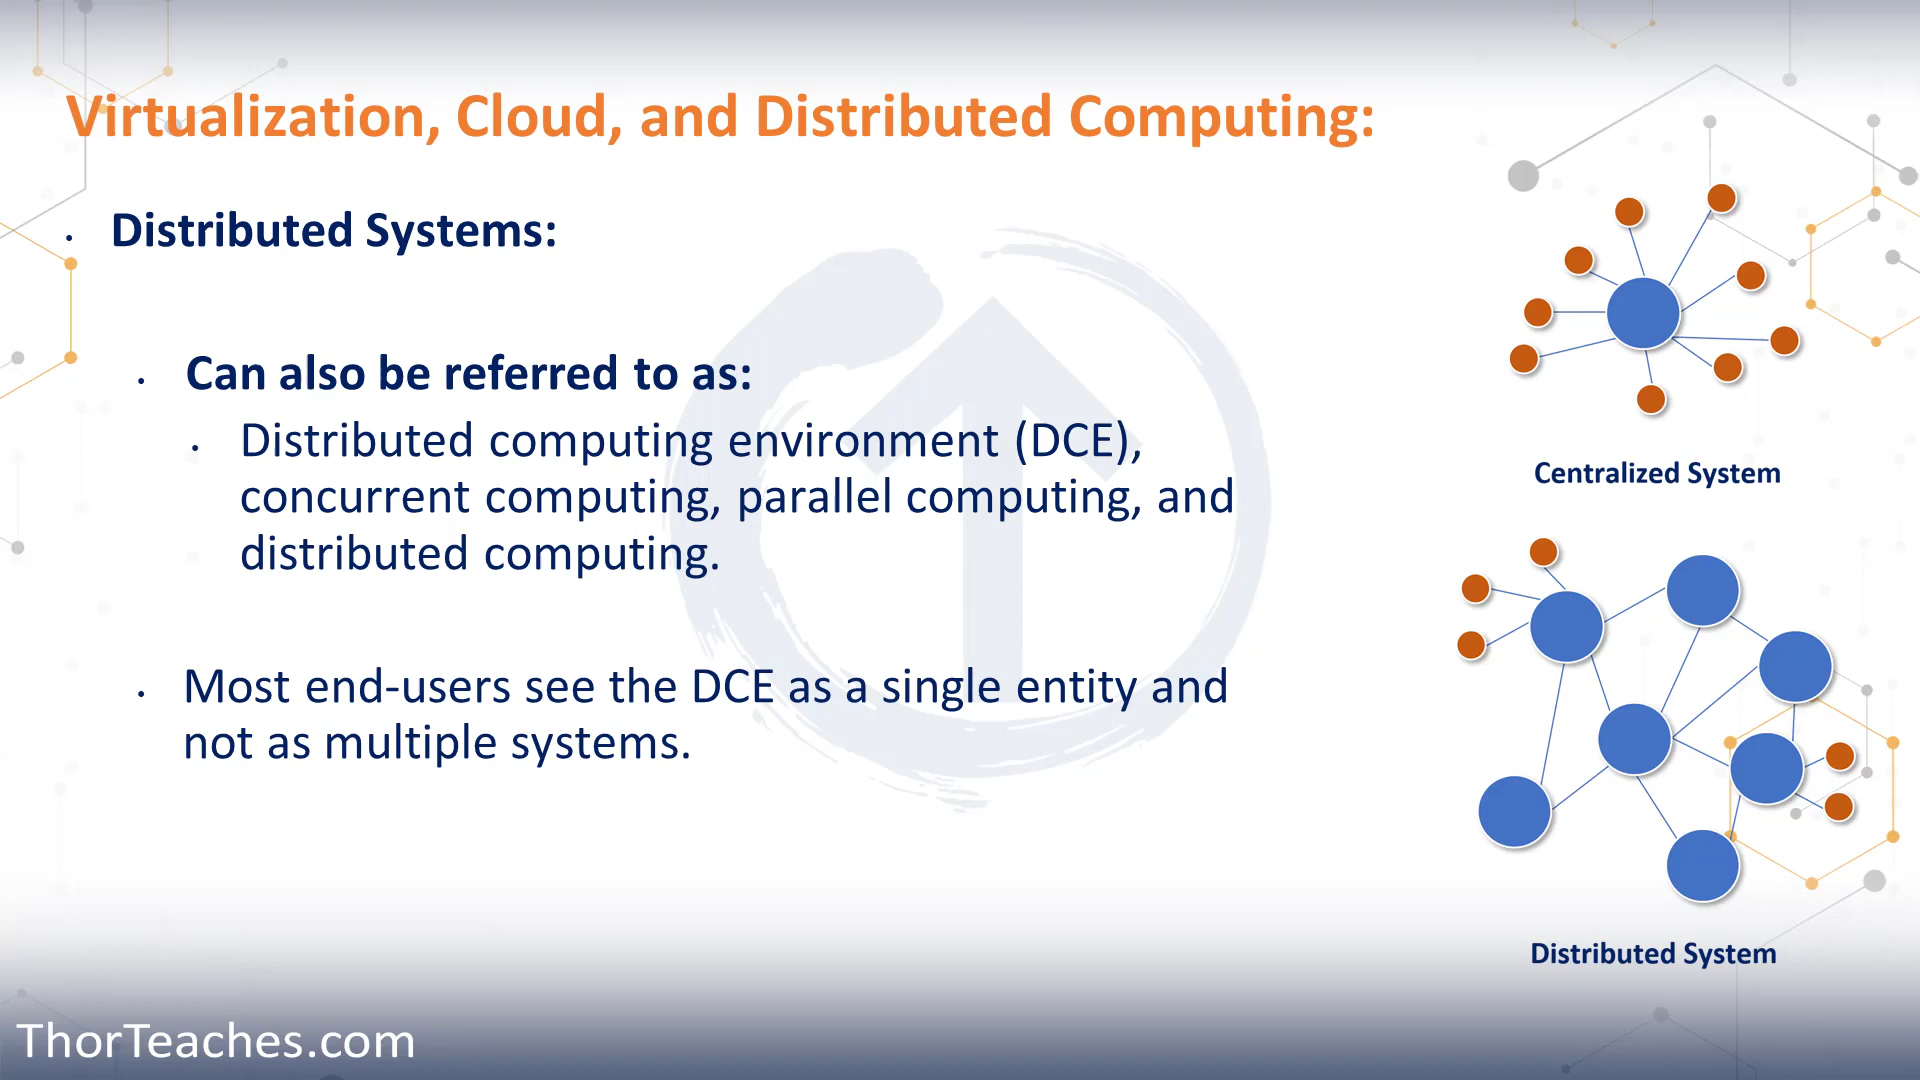 Virtualization, Cloud, and Distributed Computing:
• Distributed Systems:
• Can also be referred to as:
• Distributed computing environment (DCE),
concurrent computing, parallel computing, and
distributed computing.
• Most end-users see the DCE as a single entity and
not as multiple systems.
Centralized System
Distributed System
ThorTeaches.com